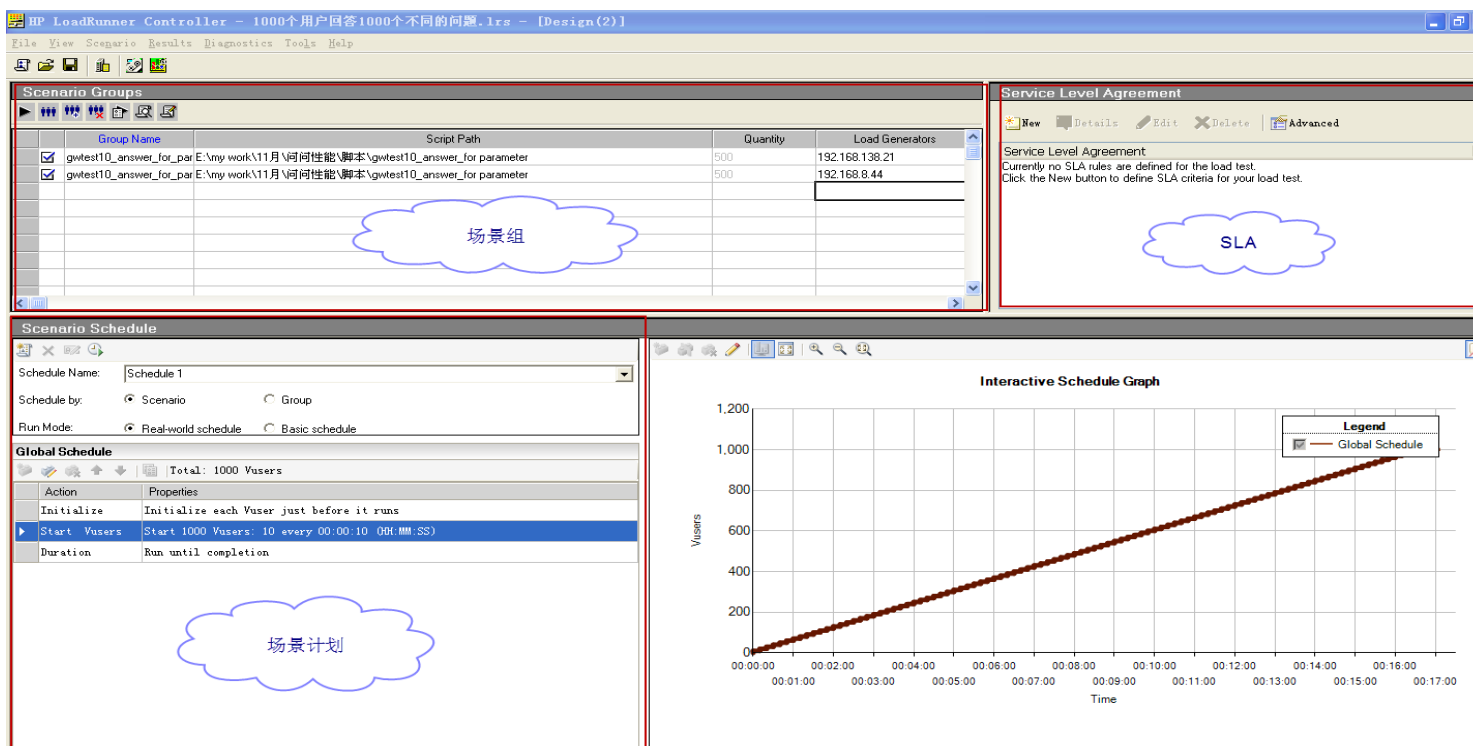 HP LoadRunner Controller - 1000个用户回答1000个不同的问题.lrs - [Design(2)]
File View Scenario Results Diagnostics Tools Help
Scenario Groups
Group Name Script Path Quantity Load Generators
gwtest10_answer_for_par E:\my work\11月\问问性能\脚本\gwtest10_answer_for parameter 500 192.168.138.21
gwtest10_answer_for_par E:\my work\11月\问问性能\脚本\gwtest10_answer_for parameter 500 192.168.8.44
场景组
Service Level Agreement
New Details Edit Delete Advanced
Service Level Agreement
Currently no SLA rules are defined for the load test.
Click the New button to define SLA criteria for your load test.
SLA
Scenario Schedule
Schedule Name: Schedule 1
Schedule by: Scenario Group
Run Mode: Real-world schedule Basic schedule
Global Schedule
Total: 1000 Vusers
Action Properties
Initialize Initialize each Vuser just before it runs
Start Vusers Start 1000 Vusers: 10 every 00:00:10 (HH:MM:SS)
Duration Run until completion
场景计划
Interactive Schedule Graph
Legend
Global Schedule
1,200
1,000
800
600
400
200
0
Vusers
00:00:00 00:02:00 00:04:00 00:06:00 00:08:00 00:10:00 00:12:00 00:14:00 00:16:00
00:01:00 00:03:00 00:05:00 00:07:00 00:09:00 00:11:00 00:13:00 00:15:00 00:17:00
Time